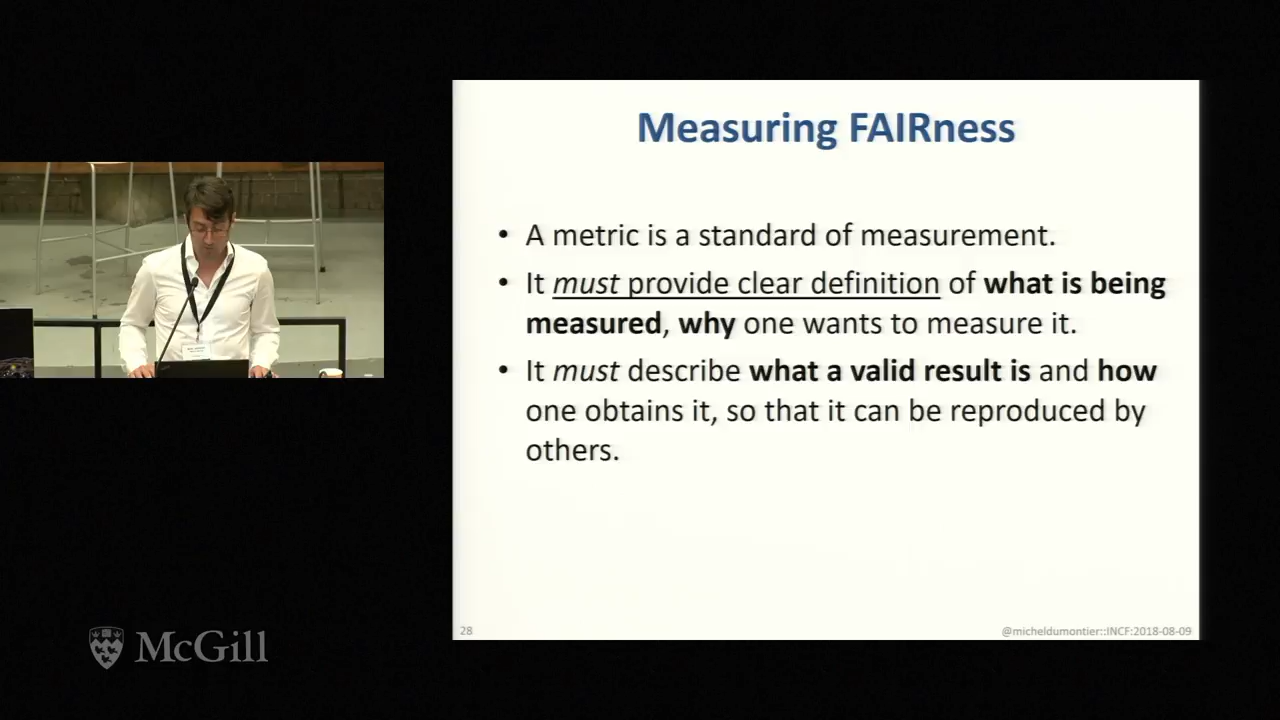 Measuring FAIRness
• A metric is a standard of measurement.
• It must provide clear definition of what is being
measured, why one wants to measure it.
• It must describe what a valid result is and how
one obtains it, so that it can be reproduced by
others.
28
@micheldumontier::INCF:2018-08-09
McGill